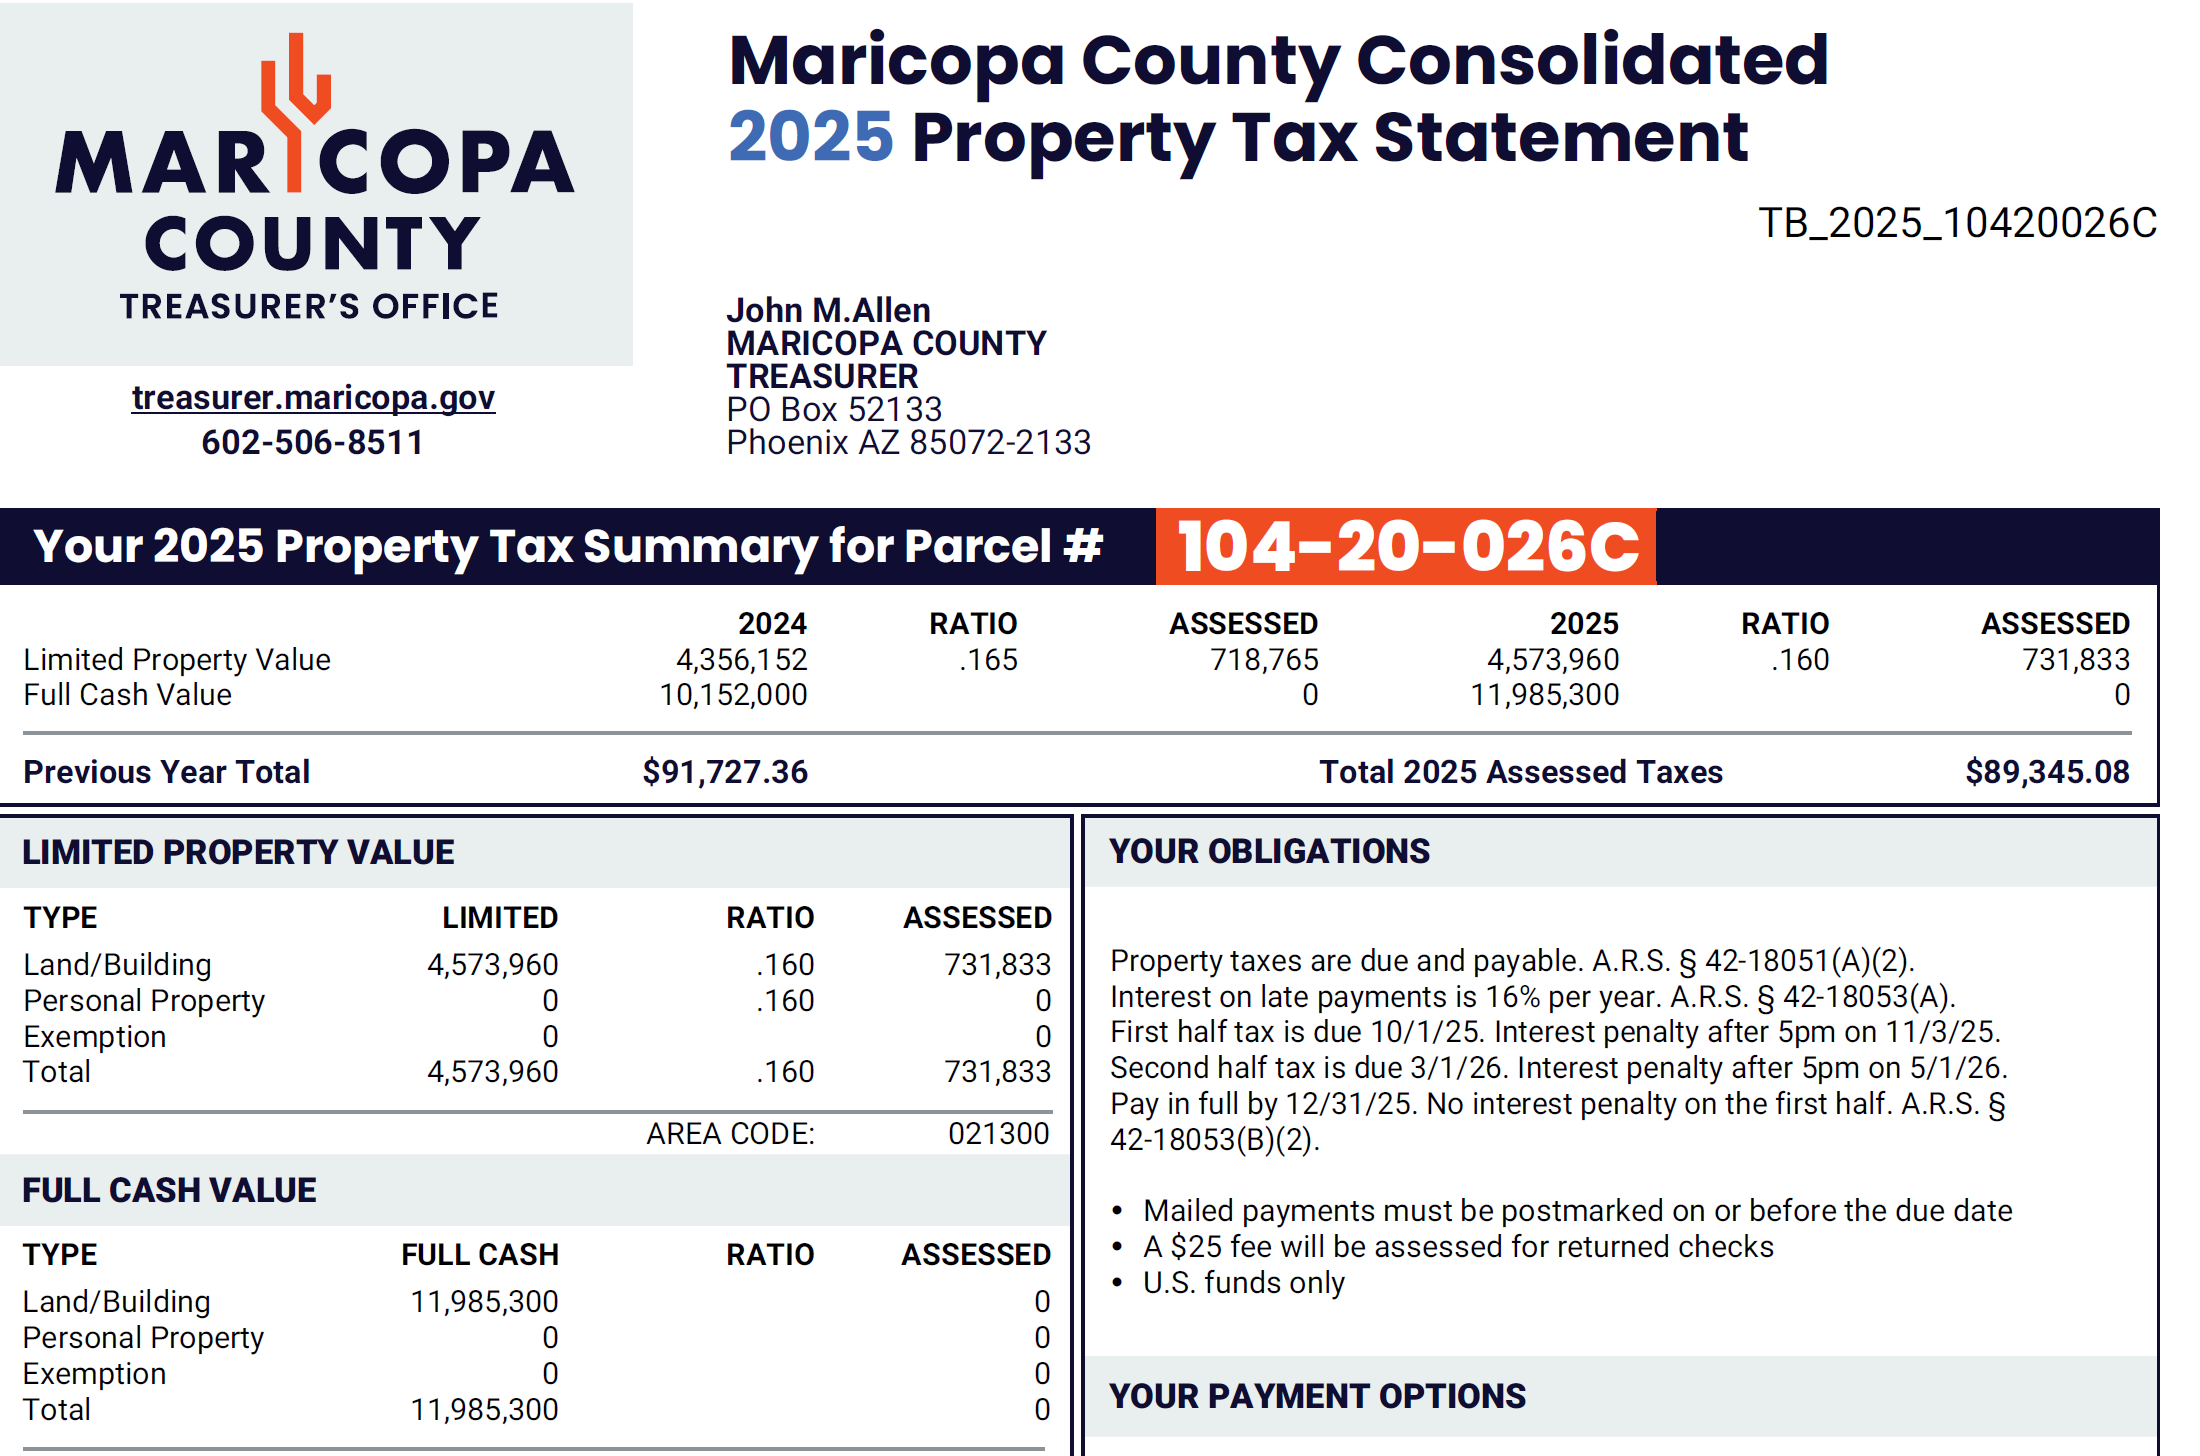 MARICOPA
COUNTY
TREASURER'S OFFICE
treasurer.maricopa.gov
602-506-8511
Maricopa County Consolidated
2025 Property Tax Statement
TB_2025_10420026C
John M.Allen
MARICOPA COUNTY
TREASURER
PO Box 52133
Phoenix AZ 85072-2133
Your 2025 Property Tax Summary for Parcel # 104-20-026C
2024 RATIO ASSESSED 2025 RATIO ASSESSED
Limited Property Value 4,356,152 .165 718,765 4,573,960 .160 731,833
Full Cash Value 10,152,000 0 11,985,300 0
Previous Year Total $91,727.36 Total 2025 Assessed Taxes $89,345.08
LIMITED PROPERTY VALUE
TYPE LIMITED RATIO ASSESSED
Land/Building 4,573,960 .160 731,833
Personal Property 0 .160 0
Exemption 0 0
Total 4,573,960 .160 731,833
AREA CODE: 021300
FULL CASH VALUE
TYPE FULL CASH RATIO ASSESSED
Land/Building 11,985,300 0
Personal Property 0 0
Exemption 0 0
Total 11,985,300 0
YOUR OBLIGATIONS
Property taxes are due and payable. A.R.S. § 42-18051(A)(2).
Interest on late payments is 16% per year. A.R.S. § 42-18053(A).
First half tax is due 10/1/25. Interest penalty after 5pm on 11/3/25.
Second half tax is due 3/1/26. Interest penalty after 5pm on 5/1/26.
Pay in full by 12/31/25. No interest penalty on the first half. A.R.S. §
42-18053(B)(2).
• Mailed payments must be postmarked on or before the due date
• A $25 fee will be assessed for returned checks
• U.S. funds only
YOUR PAYMENT OPTIONS